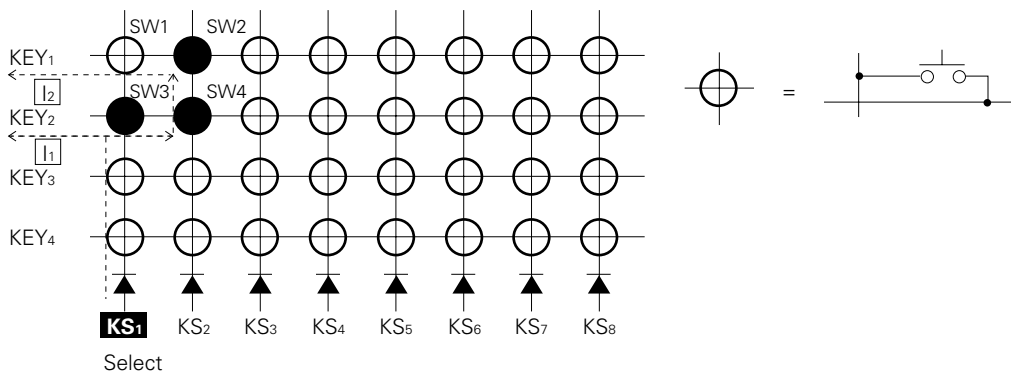 SW1 SW2
KEY1
I2
SW3 SW4
KEY2
=
I1
KEY3
KEY4
KS1 KS2 KS3 KS4 KS5 KS6 KS7 KS8
Select